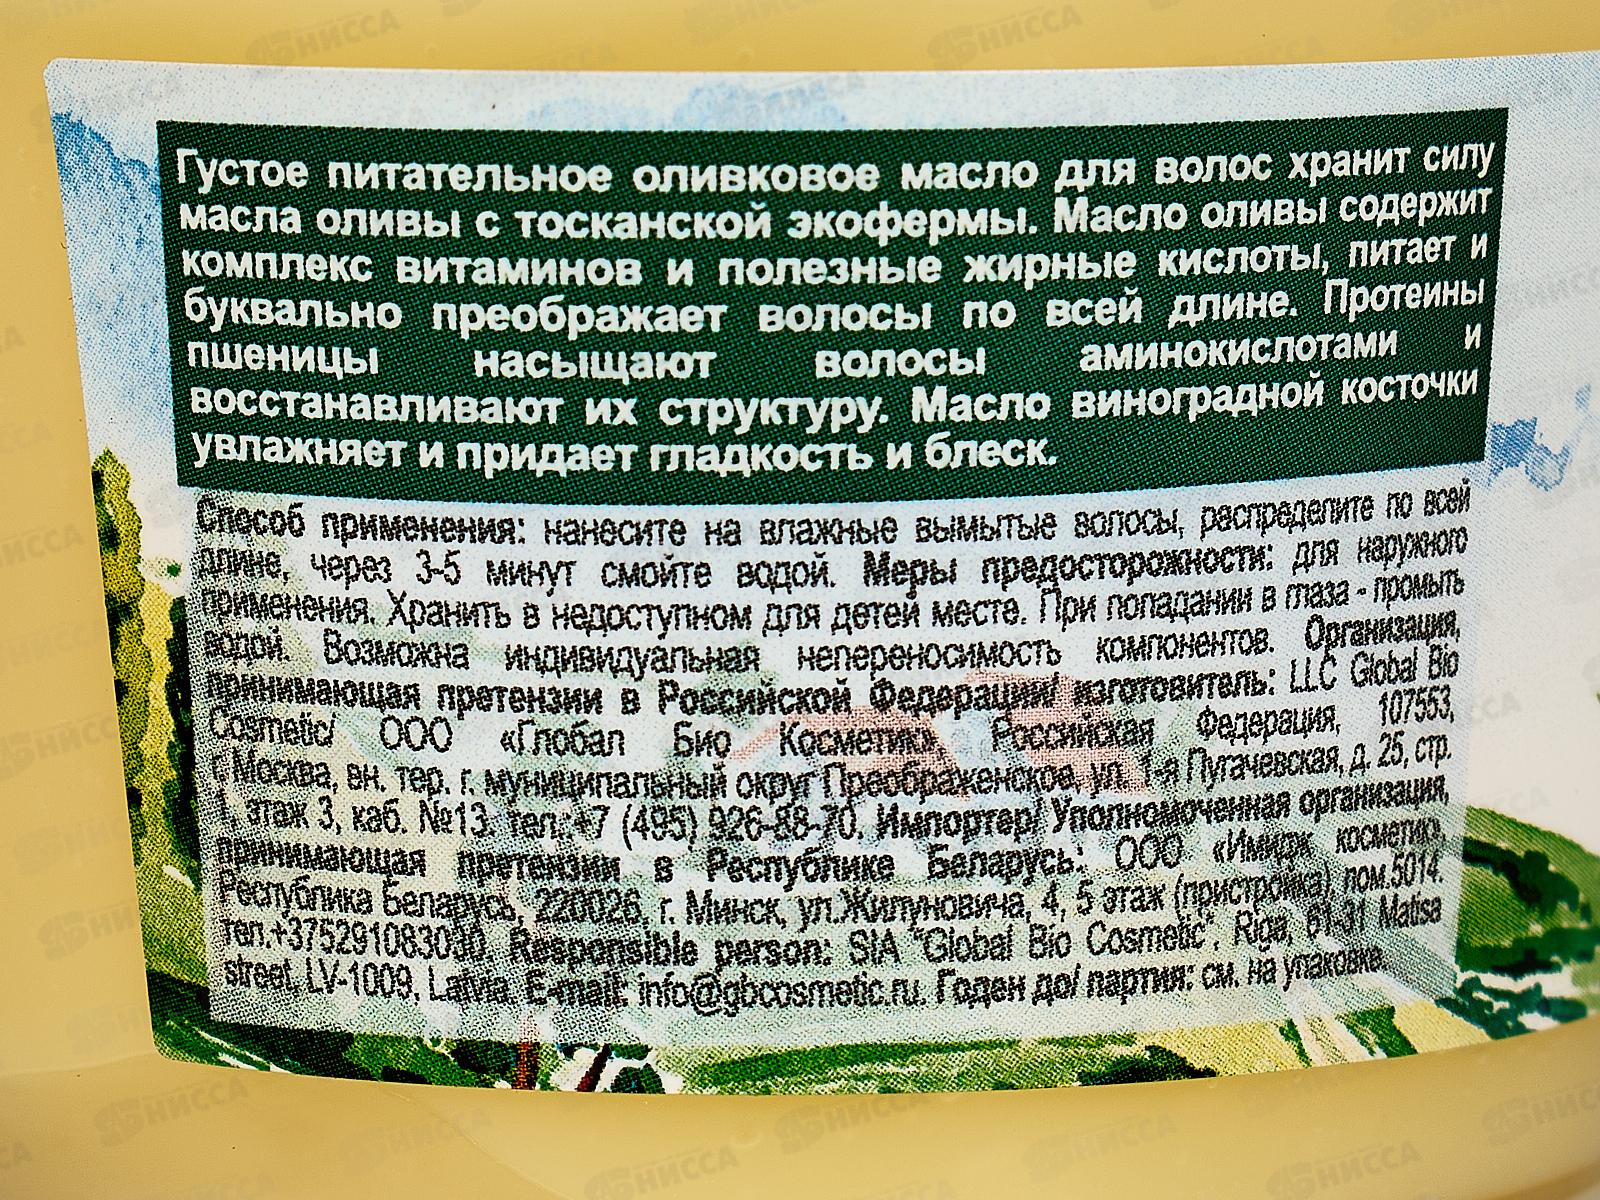 Густое питательное оливковое масло для волос хранит силу
масла оливы с тосканской экофермы. Масло оливы содержит
комплекс витаминов и полезные жирные кислоты, питает и
буквально преображает волосы по всей длине. Протеины
пшеницы насыщают волосы аминокислотами и
восстанавливают их структуру. Масло виноградной косточки
увлажняет и придает гладкость и блеск.
Способ применения: нанесите на влажные вымытые волосы, распределите по всей
длине, через 3-5 минут смойте водой. Меры предосторожности: для наружного
применения. Хранить в недоступном для детей месте. При попадании в глаза - промыть
водой. Возможна индивидуальная непереносимость компонентов. Организация,
принимающая претензии в Российской Федерации/ изготовитель: LLC Global Bio
Cosmetic/ ООО «Глобал Био Косметик» Российская Федерация, 107553,
г. Москва, вн. тер. г. муниципальный округ Преображенское, ул. 1-я Пугачевская, д. 25, стр.
1, этаж 3, каб. №13. тел.:+7 (495) 926-88-70. Импортер/ Уполномоченная организация,
принимающая претензии в Республике Беларусь: ООО «Имидж косметик»,
Республика Беларусь, 220026, г. Минск, ул.Жилуновича, 4, 5 этаж (пристройка), пом.5014.
тел.+375291083030. Responsible person: SIA "Global Bio Cosmetic", Riga, 61-31 Matisa
street, LV-1009, Latvia. E-mail: info@gbcosmetic.ru. Годен до/ партия: см. на упаковке.